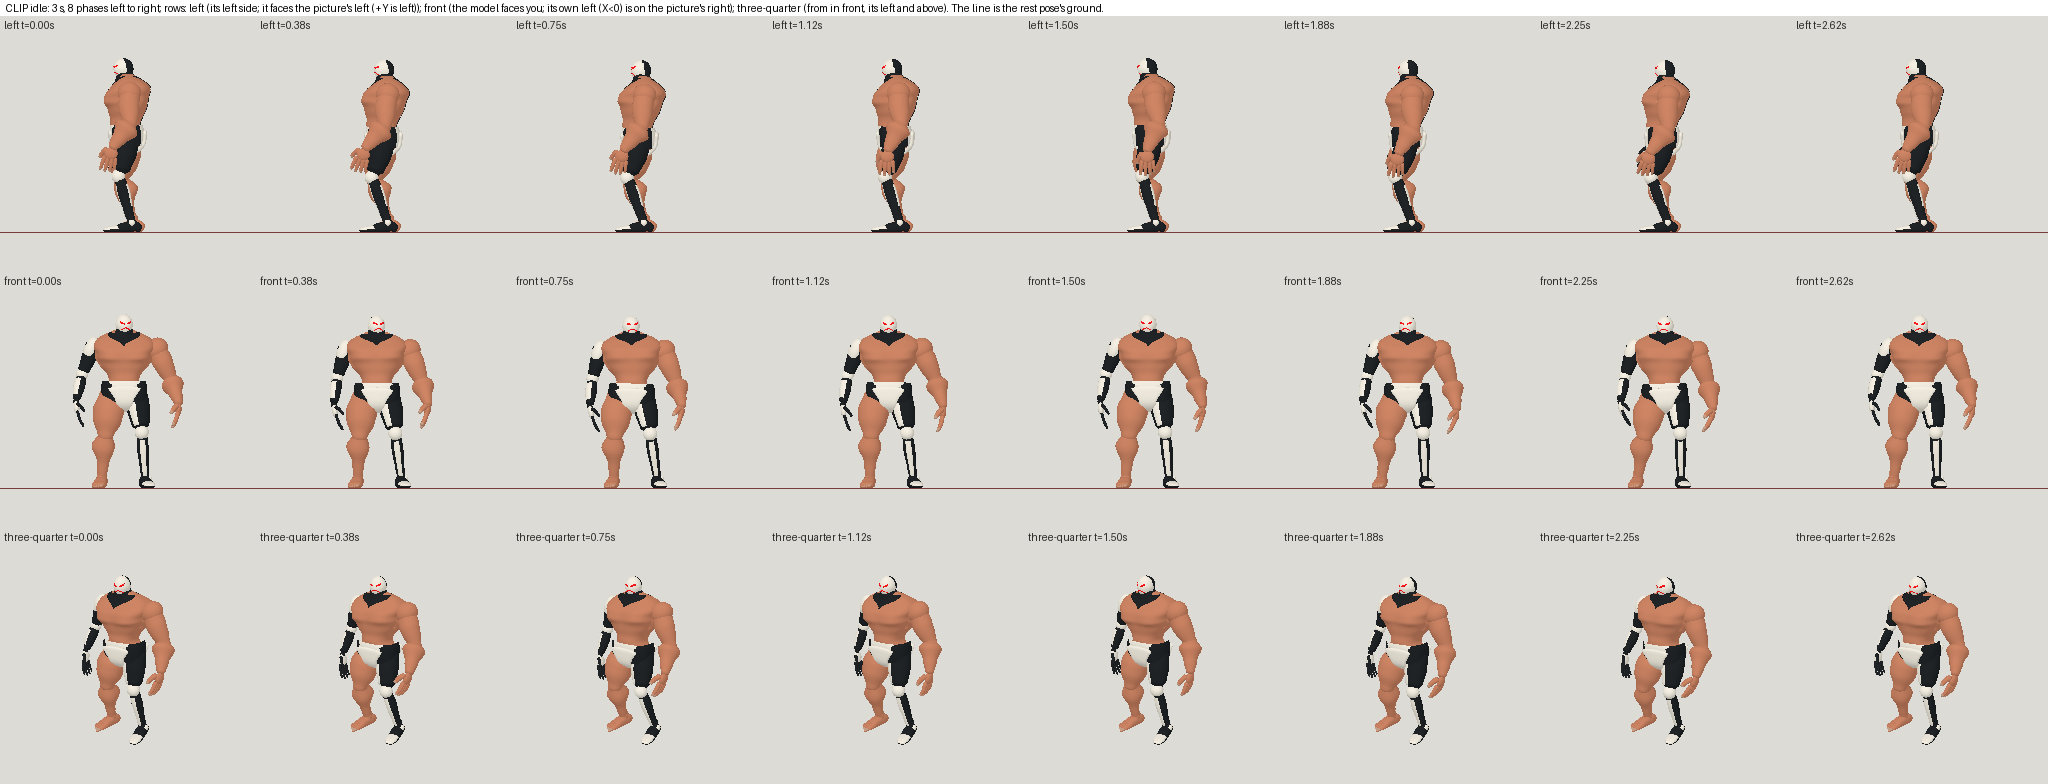 CLIP idle: 3 s, 8 phases left to right; rows: left (its left side; it faces the picture's left (+Y is left)); front (the model faces you; its own left (X<0) is on the picture's right); three-quarter (from in front, its left and above). The line is the rest pose's ground.
left t=0.00s left t=0.38s left t=0.75s left t=1.12s left t=1.50s left t=1.88s left t=2.25s left t=2.62s
front t=0.00s front t=0.38s front t=0.75s front t=1.12s front t=1.50s front t=1.88s front t=2.25s front t=2.62s
three-quarter t=0.00s three-quarter t=0.38s three-quarter t=0.75s three-quarter t=1.12s three-quarter t=1.50s three-quarter t=1.88s three-quarter t=2.25s three-quarter t=2.62s